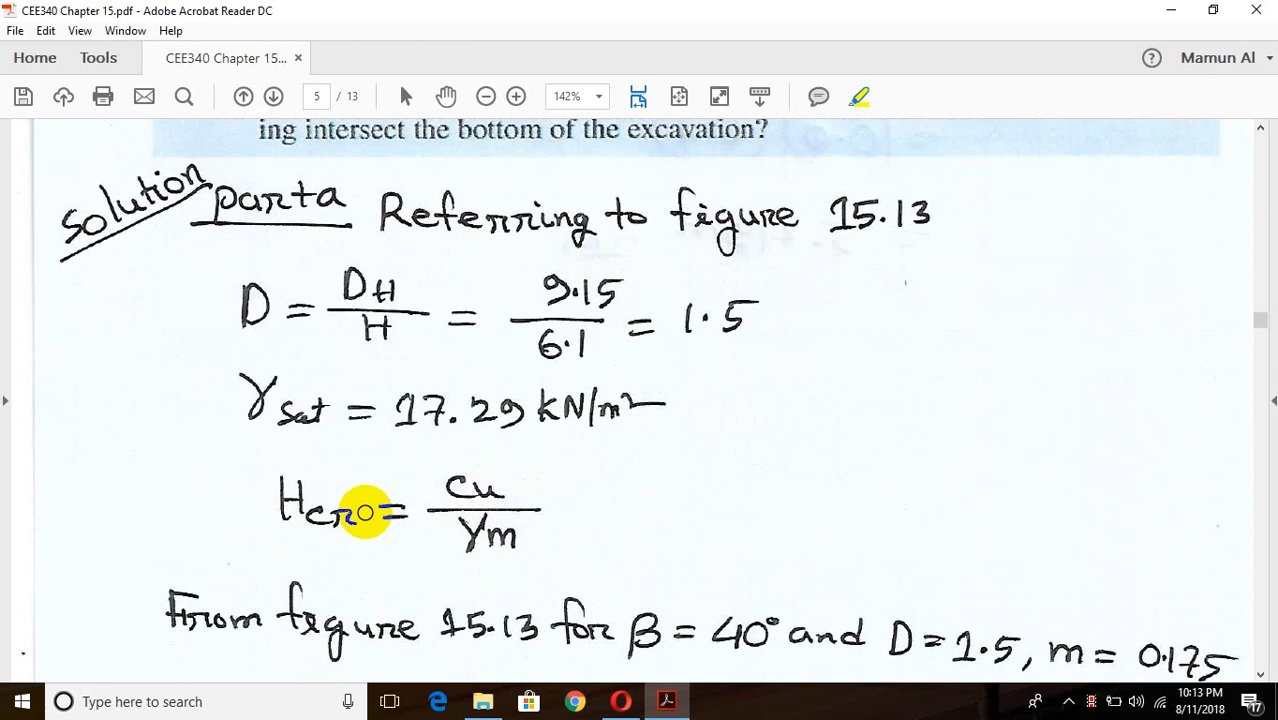 CEE340 Chapter 15.pdf - Adobe Acrobat Reader DC
File Edit View Window Help
Home Tools CEE340 Chapter 15... × Mamun Al
5 / 13 142%
ing intersect the bottom of the excavation?
Solution parta Referring to figure 15.13
D = DH / H = 9.15 / 6.1 = 1.5
γsat = 17.29 kN/m²
Hcr = cu / γm
From figure 15.13 for β = 40° and D = 1.5, m = 0.175
Type here to search
10:13 PM
8/11/2018
17